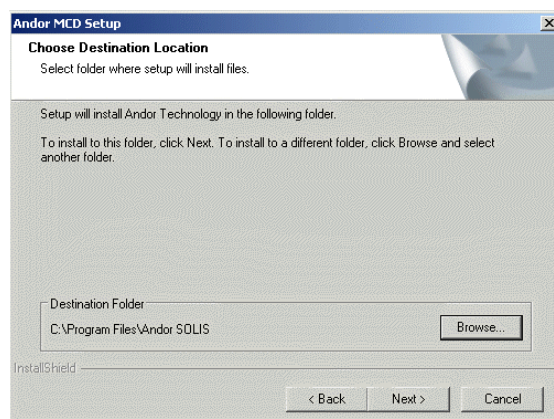 Andor MCD Setup
Choose Destination Location
Select folder where setup will install files.
Setup will install Andor Technology in the following folder.
To install to this folder, click Next. To install to a different folder, click Browse and select
another folder.
Destination Folder
C:\Program Files\Andor SOLIS
Browse...
InstallShield
< Back
Next >
Cancel